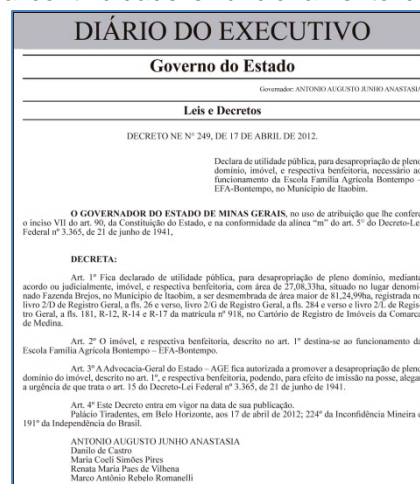 DIÁRIO DO EXECUTIVO
Governo do Estado
Governador: ANTONIO AUGUSTO JUNHO ANASTASIA
Leis e Decretos
DECRETO NE N° 249, DE 17 DE ABRIL DE 2012.
Declara de utilidade pública, para desapropriação de pleno
domínio, imóvel, e respectiva benfeitoria, necessário ao
funcionamento da Escola Família Agrícola Bontempo –
EFA-Bontempo, no Município de Itaobim.
O GOVERNADOR DO ESTADO DE MINAS GERAIS, no uso de atribuição que lhe confere
o inciso VII do art. 90, da Constituição do Estado, e na conformidade da alínea “m” do art. 5° do Decreto-Lei
Federal n° 3.365, de 21 de junho de 1941,
DECRETA:
Art. 1° Fica declarado de utilidade pública, para desapropriação de pleno domínio, mediante
acordo ou judicialmente, imóvel, e respectiva benfeitoria, com área de 27,08,33ha, situado no lugar denomi-
nado Fazenda Brejos, no Município de Itaobim, a ser desmembrada de área maior de 81,24,99ha, registrada no
livro 2/D de Registro Geral, a fls. 26 e verso, livro 2/G de Registro Geral, a fls. 284 e verso e livro 2/L de Regis-
tro Geral, a fls. 181, R-12, R-14 e R-17 da matrícula n° 918, no Cartório de Registro de Imóveis da Comarca
de Medina.
Art. 2° O imóvel, e respectiva benfeitoria, descrito no art. 1° destina-se ao funcionamento da
Escola Família Agrícola Bontempo – EFA-Bontempo.
Art. 3° A Advocacia-Geral do Estado – AGE fica autorizada a promover a desapropriação de pleno
domínio do imóvel, descrito no art. 1°, e respectiva benfeitoria, podendo, para efeito de imissão na posse, alegar
a urgência de que trata o art. 15 do Decreto-Lei Federal n° 3.365, de 21 de junho de 1941.
Art. 4° Este Decreto entra em vigor na data de sua publicação.
Palácio Tiradentes, em Belo Horizonte, aos 17 de abril de 2012; 224° da Inconfidência Mineira e
191° da Independência do Brasil.
ANTONIO AUGUSTO JUNHO ANASTASIA
Danilo de Castro
Maria Coeli Simões Pires
Renata Maria Paes de Vilhena
Marco Antônio Rebelo Romanelli